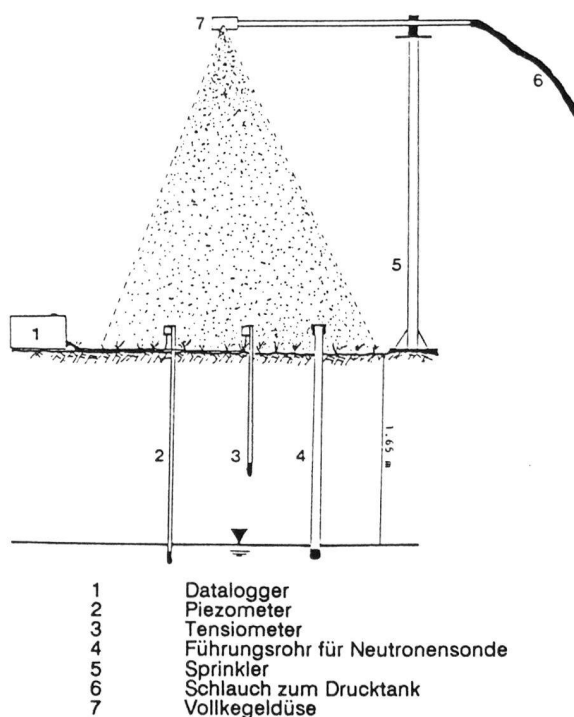 7
6
5
1
2
3
4
1.65 m
1 Datalogger
2 Piezometer
3 Tensiometer
4 Führungsrohr für Neutronensonde
5 Sprinkler
6 Schlauch zum Drucktank
7 Vollkegeldüse